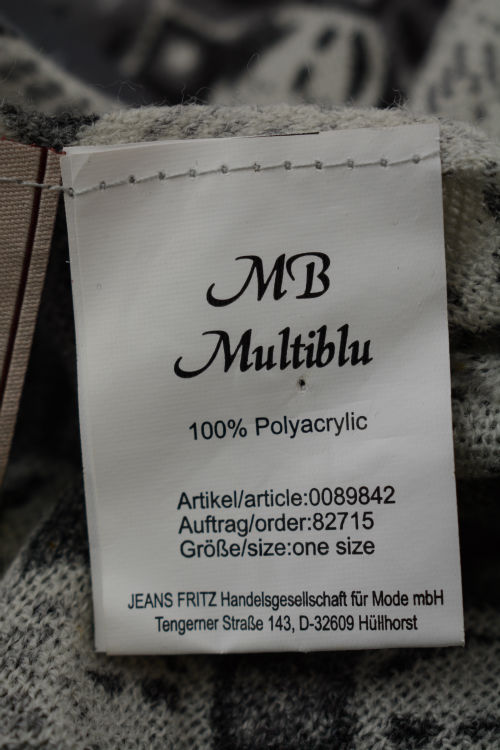 MB
Multiblu
100% Polyacrylic
Artikel/article:0089842
Auftrag/order:82715
Größe/size:one size
JEANS FRITZ Handelsgesellschaft für Mode mbH
Tengerner Straße 143, D-32609 Hüllhorst